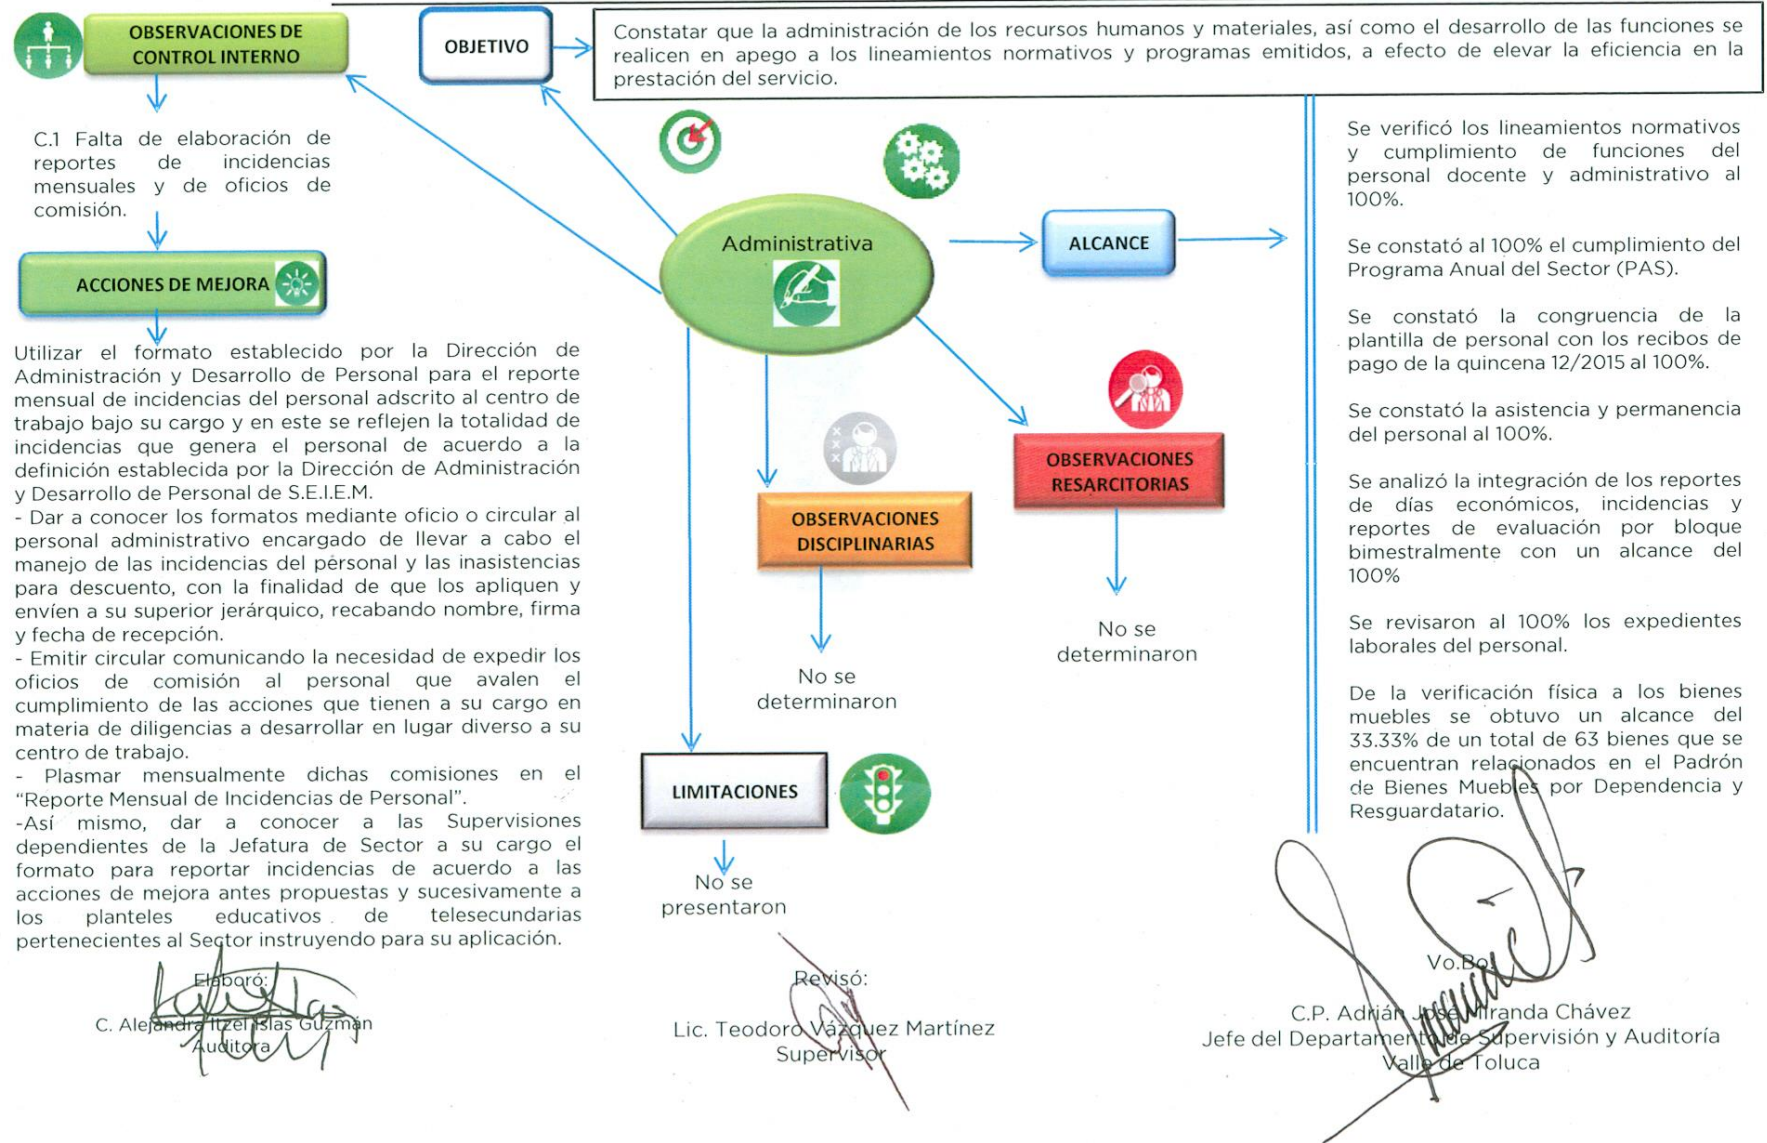 OBSERVACIONES DE
CONTROL INTERNO
C.1 Falta de elaboración de
reportes de incidencias
mensuales y de oficios de
comisión.
ACCIONES DE MEJORA
Utilizar el formato establecido por la Dirección de
Administración y Desarrollo de Personal para el reporte
mensual de incidencias del personal adscrito al centro de
trabajo bajo su cargo y en este se reflejen la totalidad de
incidencias que genera el personal de acuerdo a la
definición establecida por la Dirección de Administración
y Desarrollo de Personal de S.E.I.E.M.
- Dar a conocer los formatos mediante oficio o circular al
personal administrativo encargado de llevar a cabo el
manejo de las incidencias del personal y las inasistencias
para descuento, con la finalidad de que los apliquen y
envíen a su superior jerárquico, recabando nombre, firma
y fecha de recepción.
- Emitir circular comunicando la necesidad de expedir los
oficios de comisión al personal que avalen el
cumplimiento de las acciones que tienen a su cargo en
materia de diligencias a desarrollar en lugar diverso a su
centro de trabajo.
- Plasmar mensualmente dichas comisiones en el
“Reporte Mensual de Incidencias de Personal”.
-Así mismo, dar a conocer a las Supervisiones
dependientes de la Jefatura de Sector a su cargo el
formato para reportar incidencias de acuerdo a las
acciones de mejora antes propuestas y sucesivamente a
los planteles educativos de telesecundarias
pertenecientes al Sector instruyendo para su aplicación.
OBJETIVO
Constatar que la administración de los recursos humanos y materiales, así como el desarrollo de las funciones se
realicen en apego a los lineamientos normativos y programas emitidos, a efecto de elevar la eficiencia en la
prestación del servicio.
Administrativa
ALCANCE
OBSERVACIONES
RESARCITORIAS
No se
determinaron
OBSERVACIONES
DISCIPLINARIAS
No se
determinaron
LIMITACIONES
No se
presentaron
Se verificó los lineamientos normativos
y cumplimiento de funciones del
personal docente y administrativo al
100%.
Se constató al 100% el cumplimiento del
Programa Anual del Sector (PAS).
Se constató la congruencia de la
plantilla de personal con los recibos de
pago de la quincena 12/2015 al 100%.
Se constató la asistencia y permanencia
del personal al 100%.
Se analizó la integración de los reportes
de días económicos, incidencias y
reportes de evaluación por bloque
bimestralmente con un alcance del
100%
Se revisaron al 100% los expedientes
laborales del personal.
De la verificación física a los bienes
muebles se obtuvo un alcance del
33.33% de un total de 63 bienes que se
encuentran relacionados en el Padrón
de Bienes Muebles por Dependencia y
Resguardatario.
Elaboró:
C. Alejandra Itzel Islas Guzmán
Auditora
Revisó:
Lic. Teodoro Vázquez Martínez
Supervisor
Vo.Bo.
C.P. Adrián José Miranda Chávez
Jefe del Departamento de Supervisión y Auditoría
Valle de Toluca